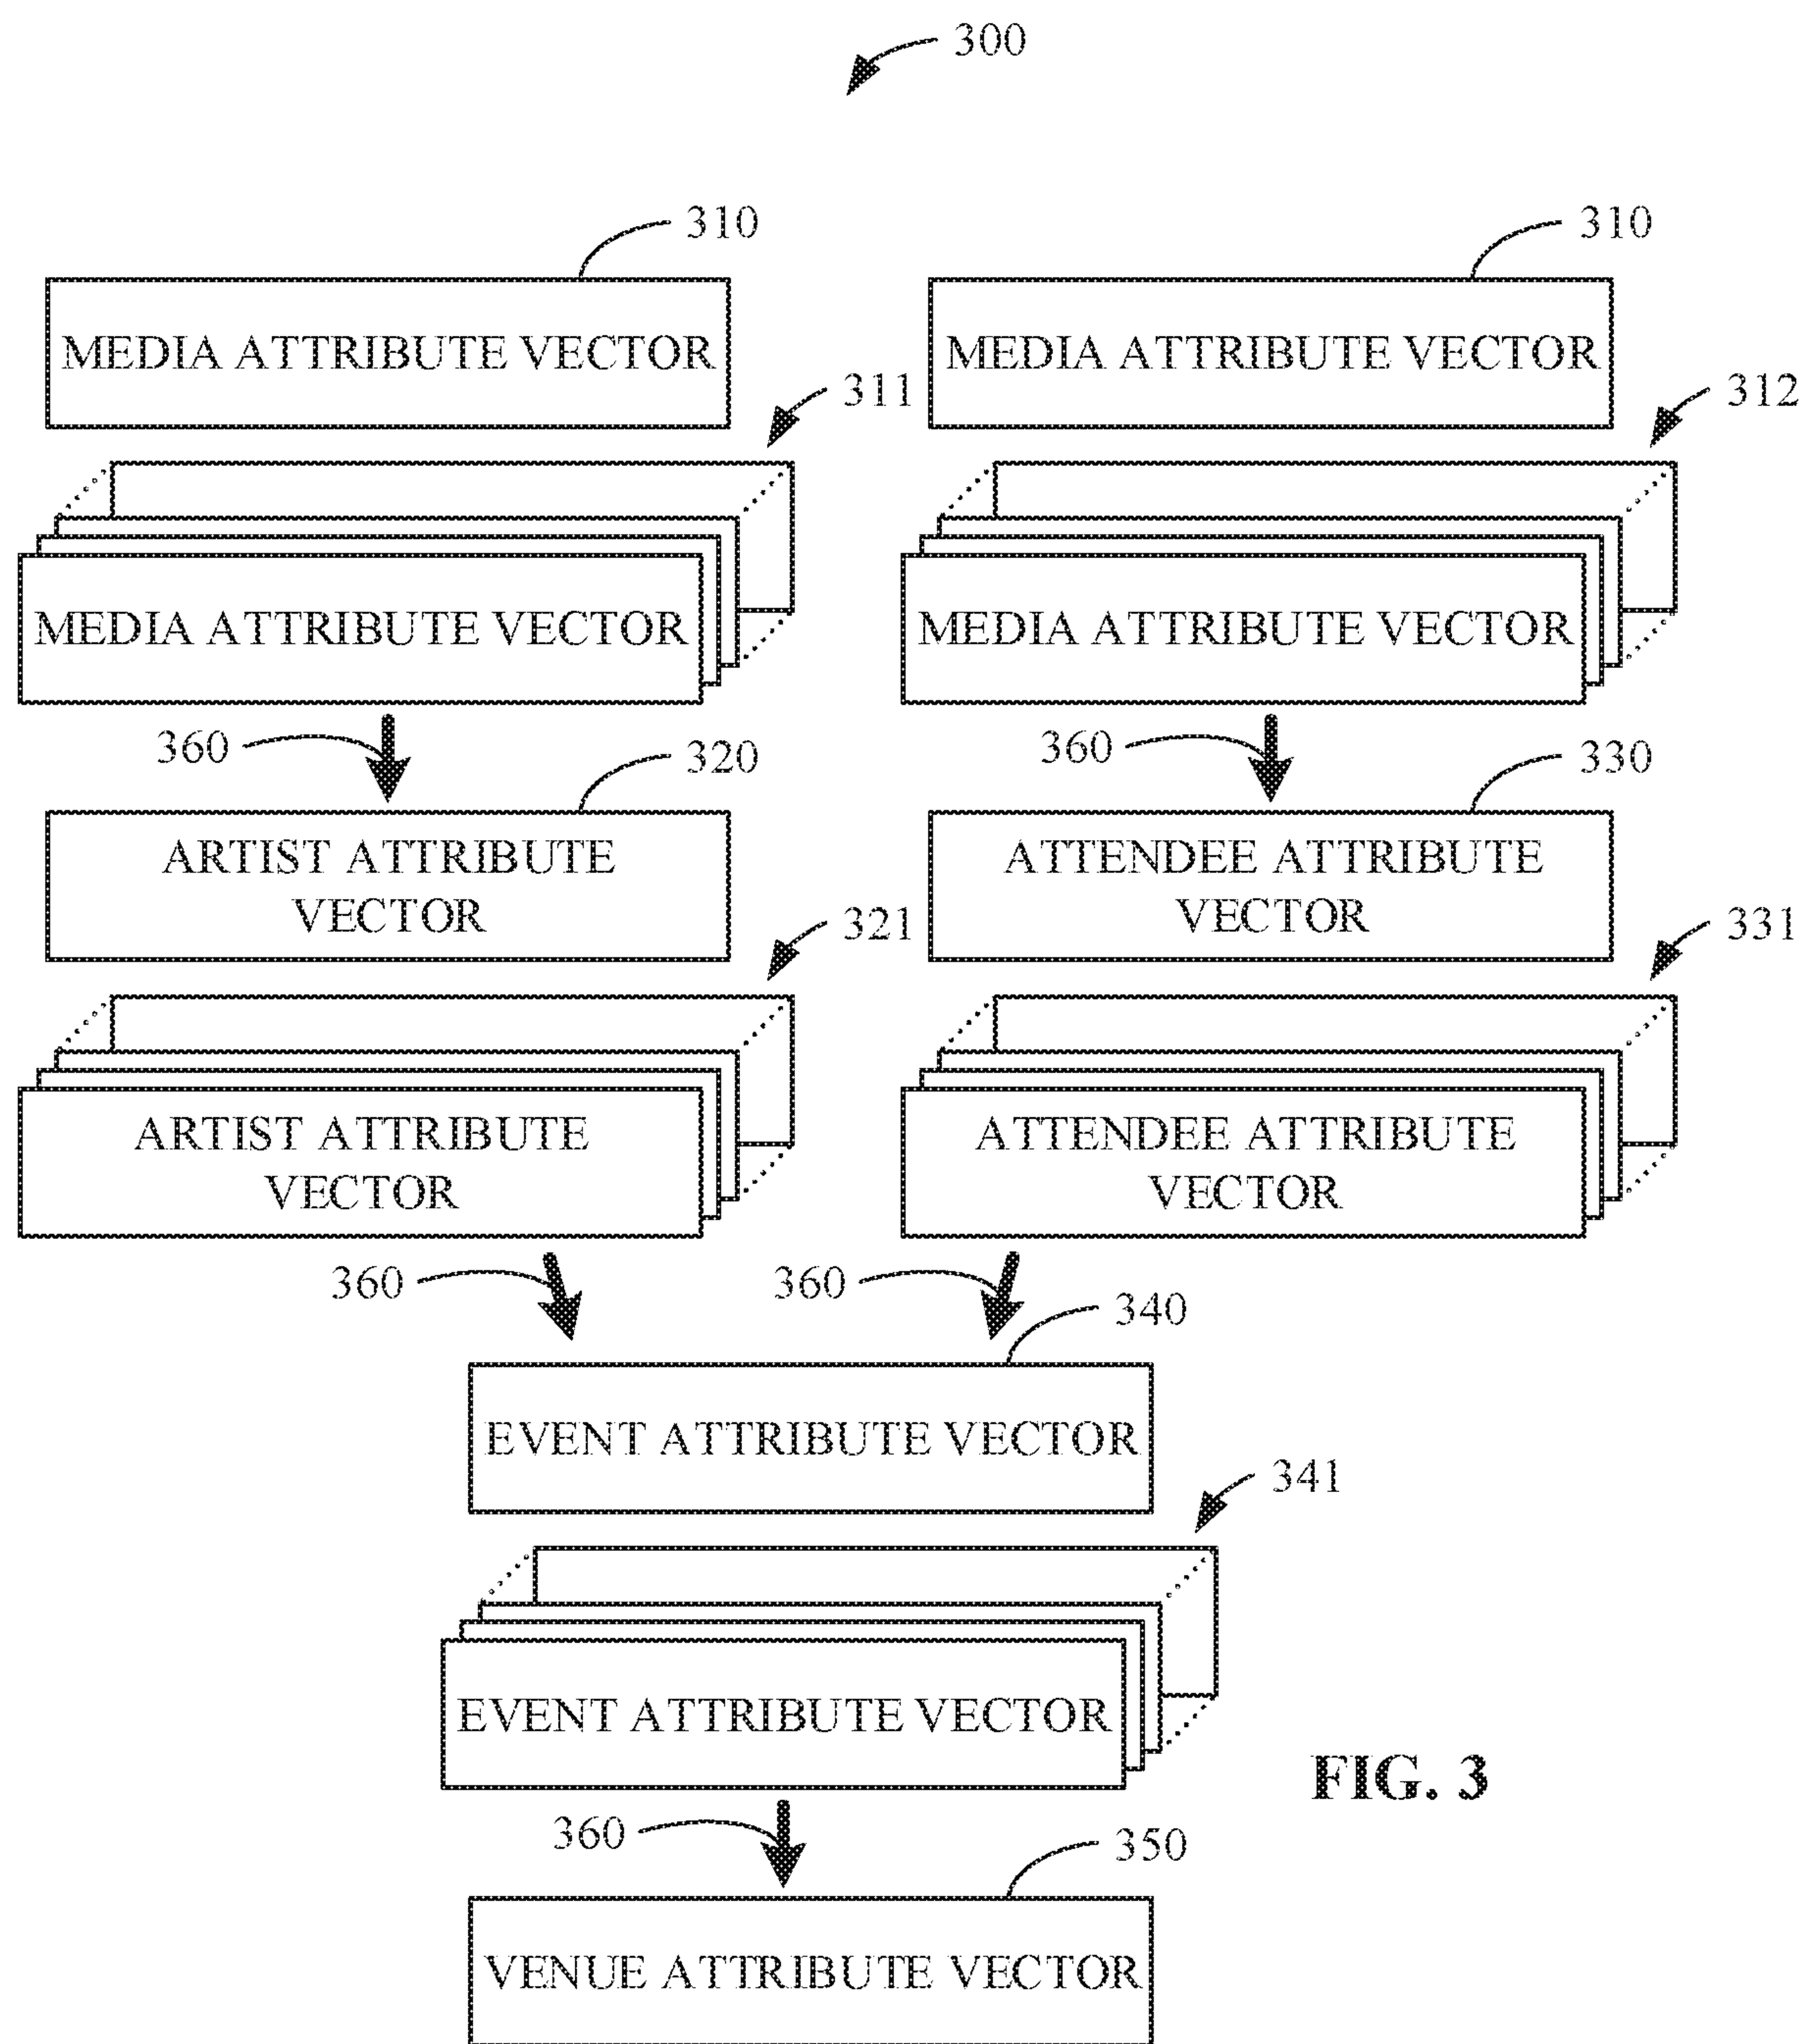 300
310
310
MEDIA ATTRIBUTE VECTOR
MEDIA ATTRIBUTE VECTOR
311
312
MEDIA ATTRIBUTE VECTOR
MEDIA ATTRIBUTE VECTOR
360
320
360
330
ARTIST ATTRIBUTE
VECTOR
ATTENDEE ATTRIBUTE
VECTOR
321
331
ARTIST ATTRIBUTE
VECTOR
ATTENDEE ATTRIBUTE
VECTOR
360
360
340
EVENT ATTRIBUTE VECTOR
341
EVENT ATTRIBUTE VECTOR
FIG. 3
360
350
VENUE ATTRIBUTE VECTOR